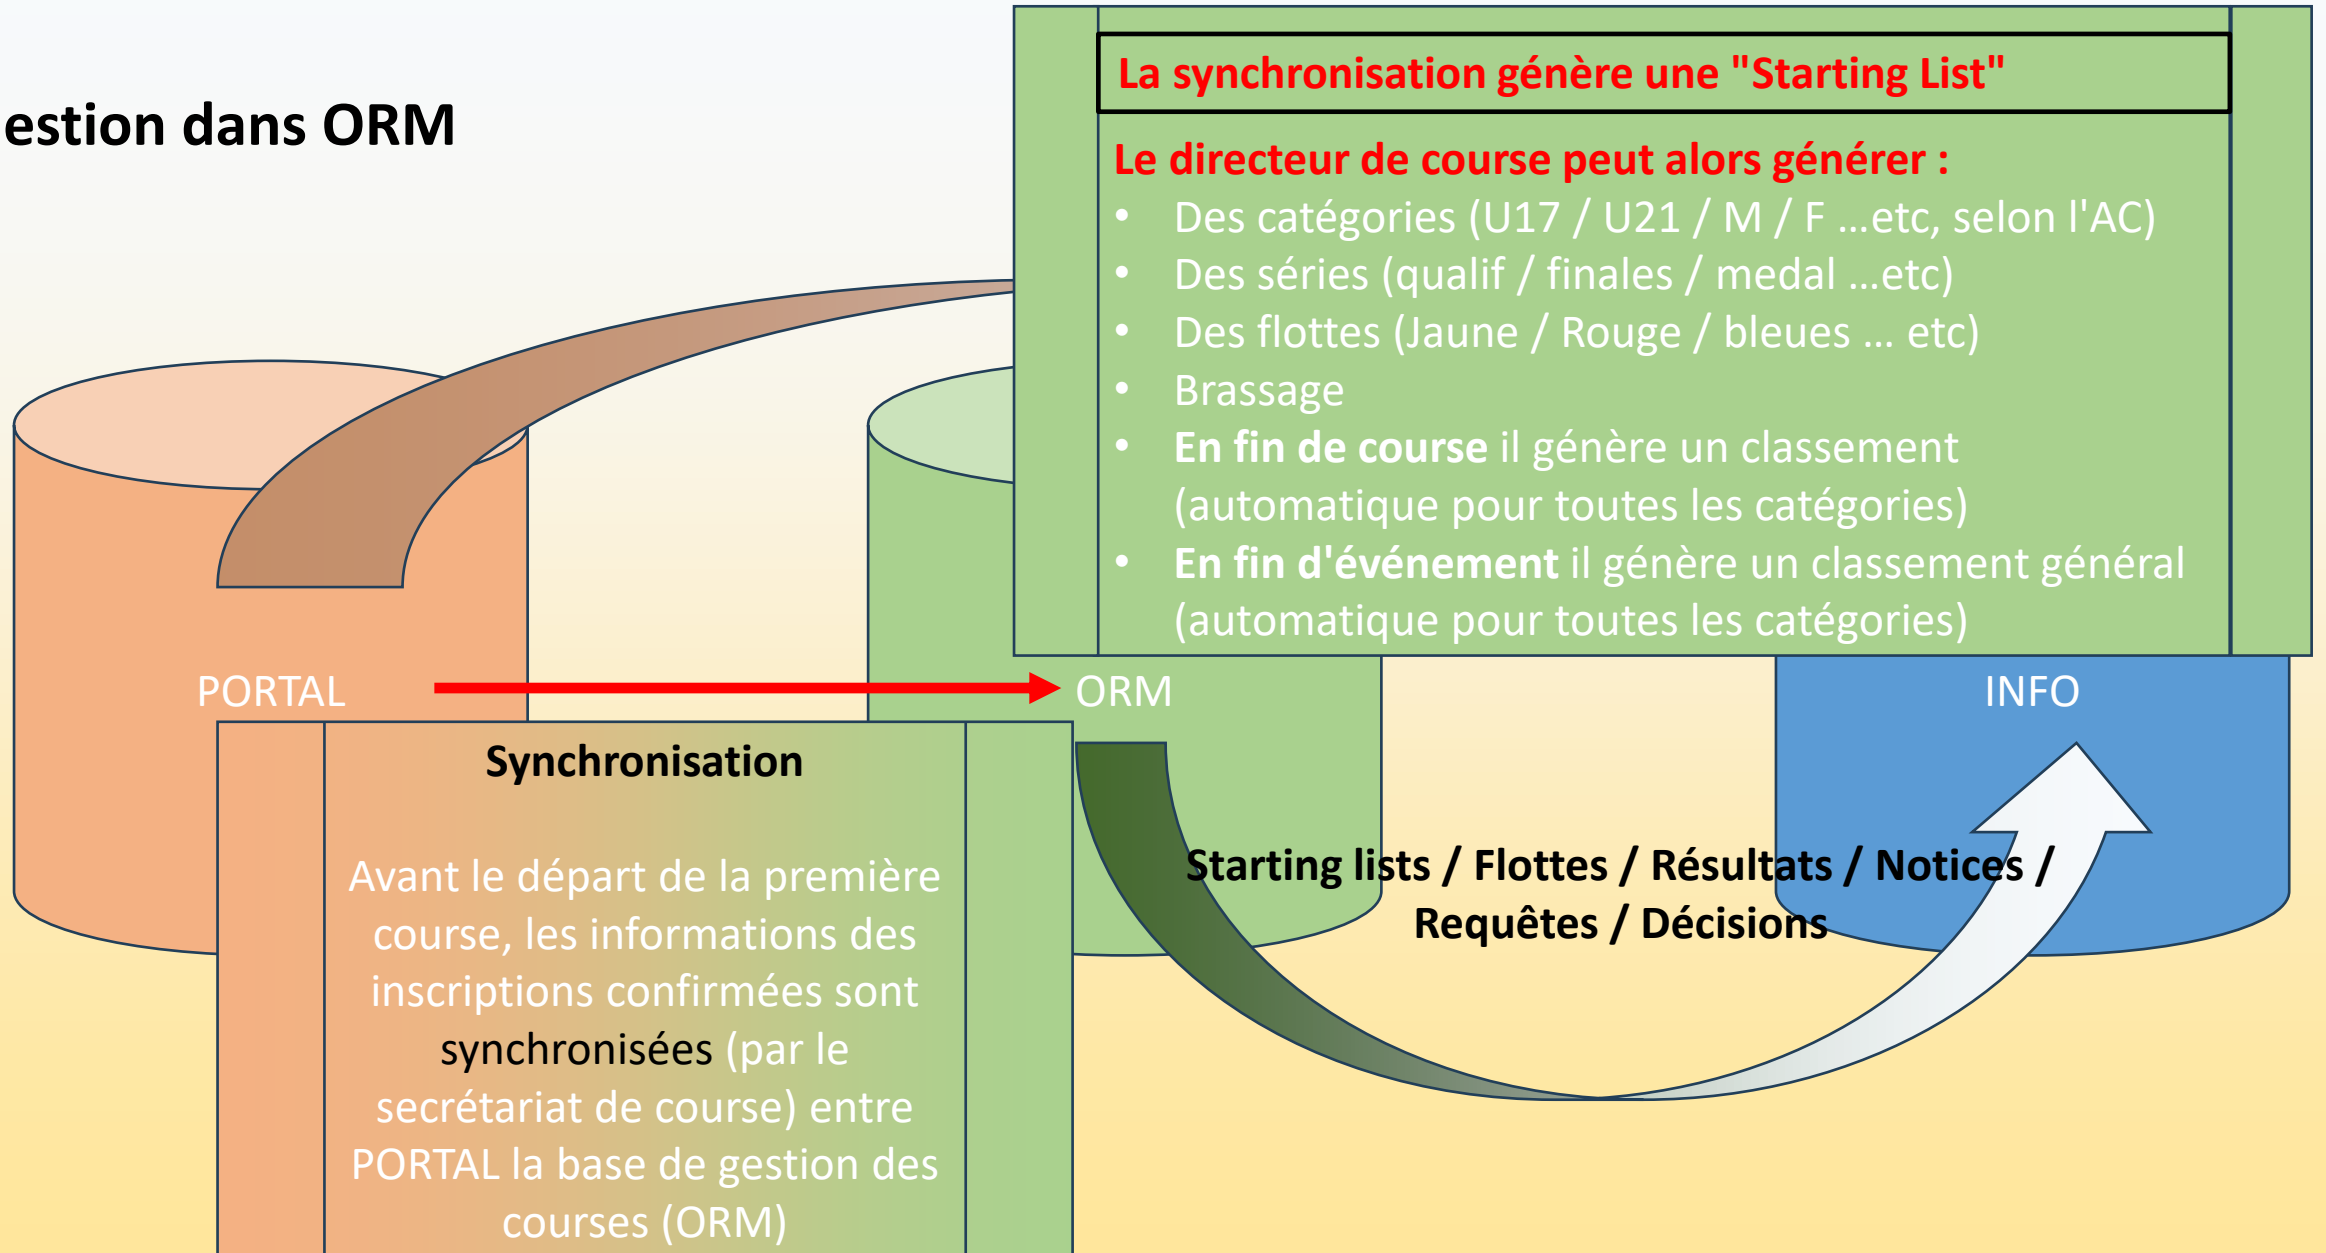 estion dans ORM
La synchronisation génère une "Starting List"
Le directeur de course peut alors générer :
• Des catégories (U17 / U21 / M / F …etc, selon l'AC)
• Des séries (qualif / finales / medal …etc)
• Des flottes (Jaune / Rouge / bleues … etc)
• Brassage
• En fin de course il génère un classement
(automatique pour toutes les catégories)
• En fin d'événement il génère un classement général
(automatique pour toutes les catégories)
PORTAL
ORM
INFO
Synchronisation
Avant le départ de la première
course, les informations des
inscriptions confirmées sont
synchronisées (par le
secrétariat de course) entre
PORTAL la base de gestion des
courses (ORM)
Starting lists / Flottes / Résultats / Notices /
Requêtes / Décisions